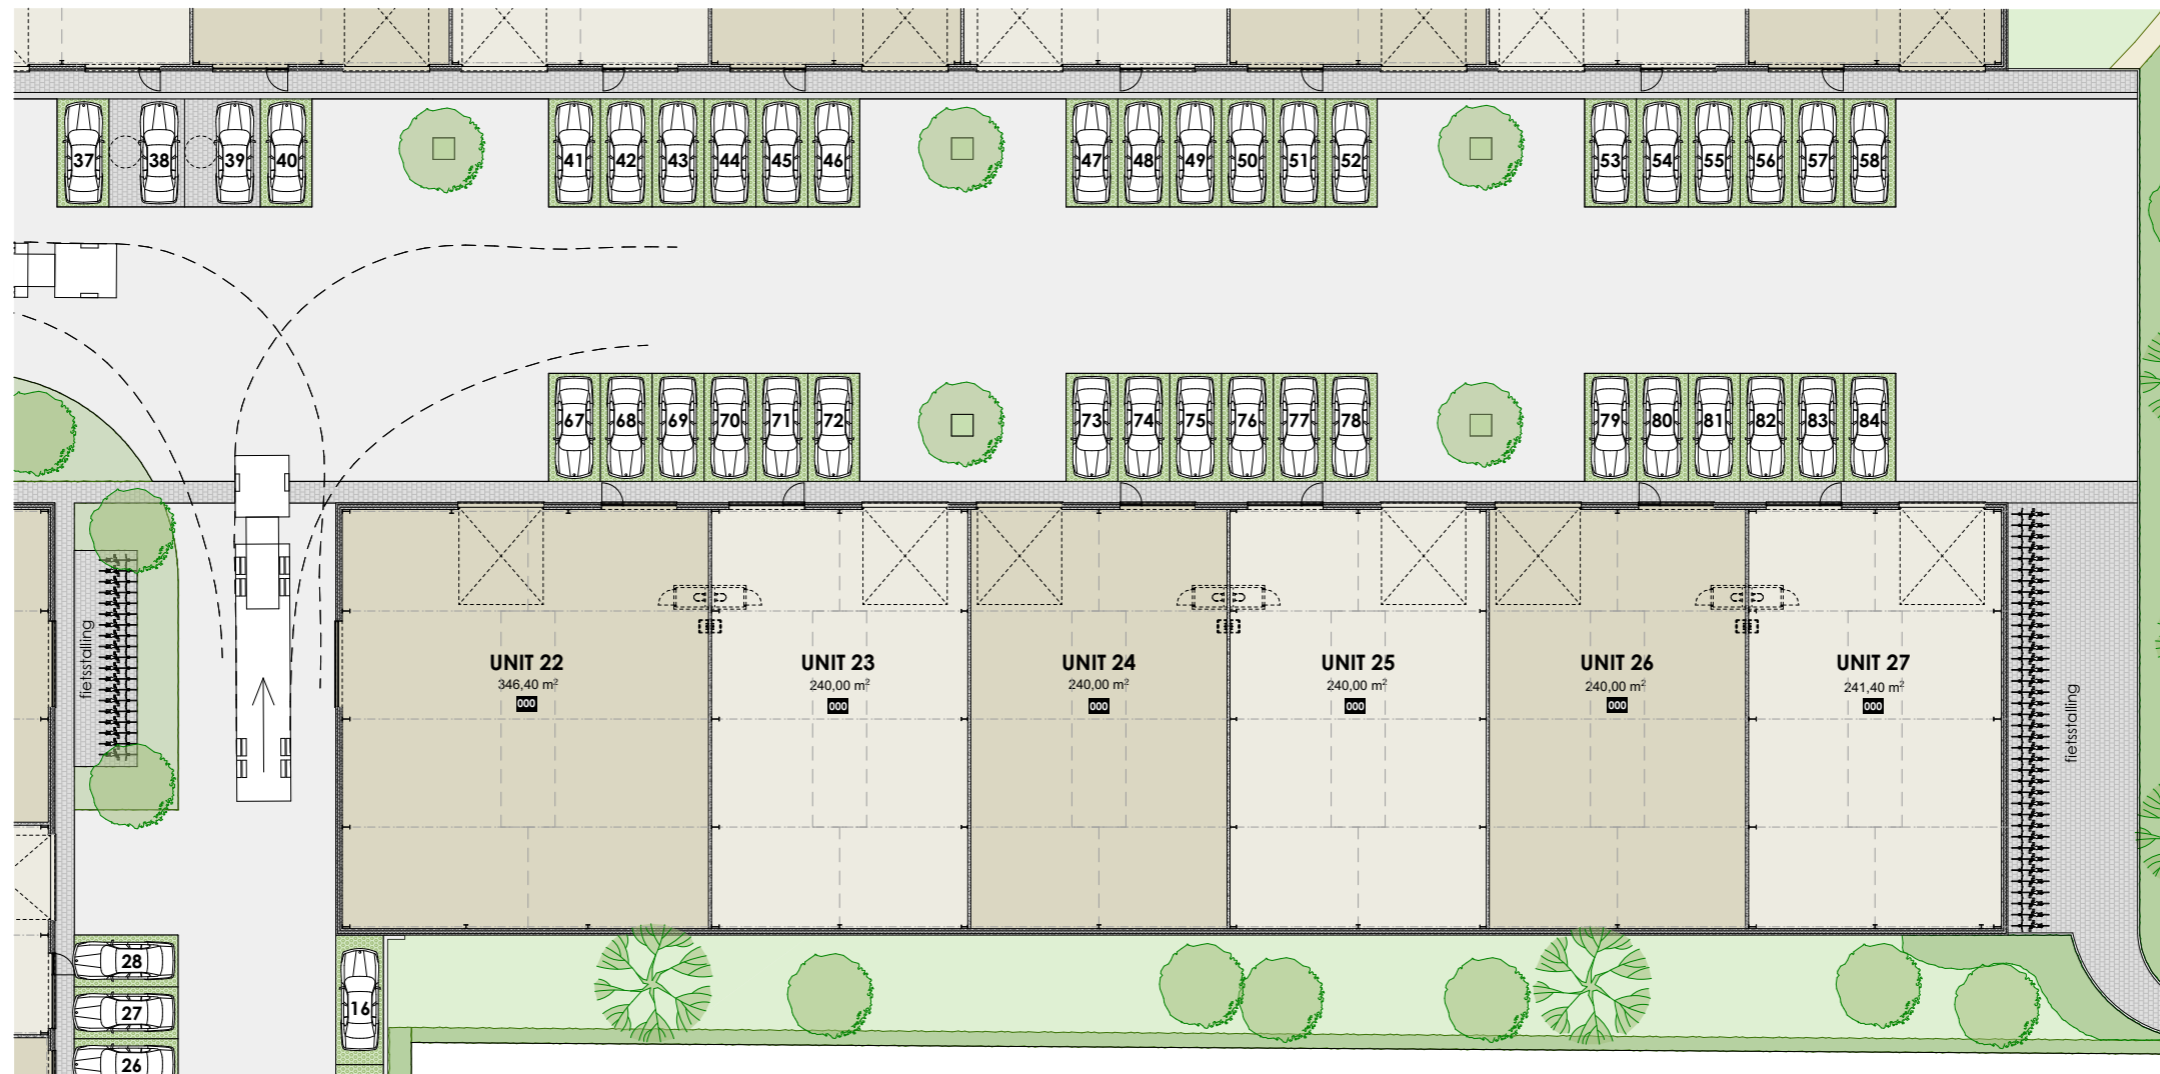 37 38 39 40 41 42 43 44 45 46 47 48 49 50 51 52 53 54 55 56 57 58
67 68 69 70 71 72 73 74 75 76 77 78 79 80 81 82 83 84
fietsstalling
UNIT 22
346,40 m²
000
UNIT 23
240,00 m²
000
UNIT 24
240,00 m²
000
UNIT 25
240,00 m²
000
UNIT 26
240,00 m²
000
UNIT 27
241,40 m²
000
fietsstalling
28
27
26
16